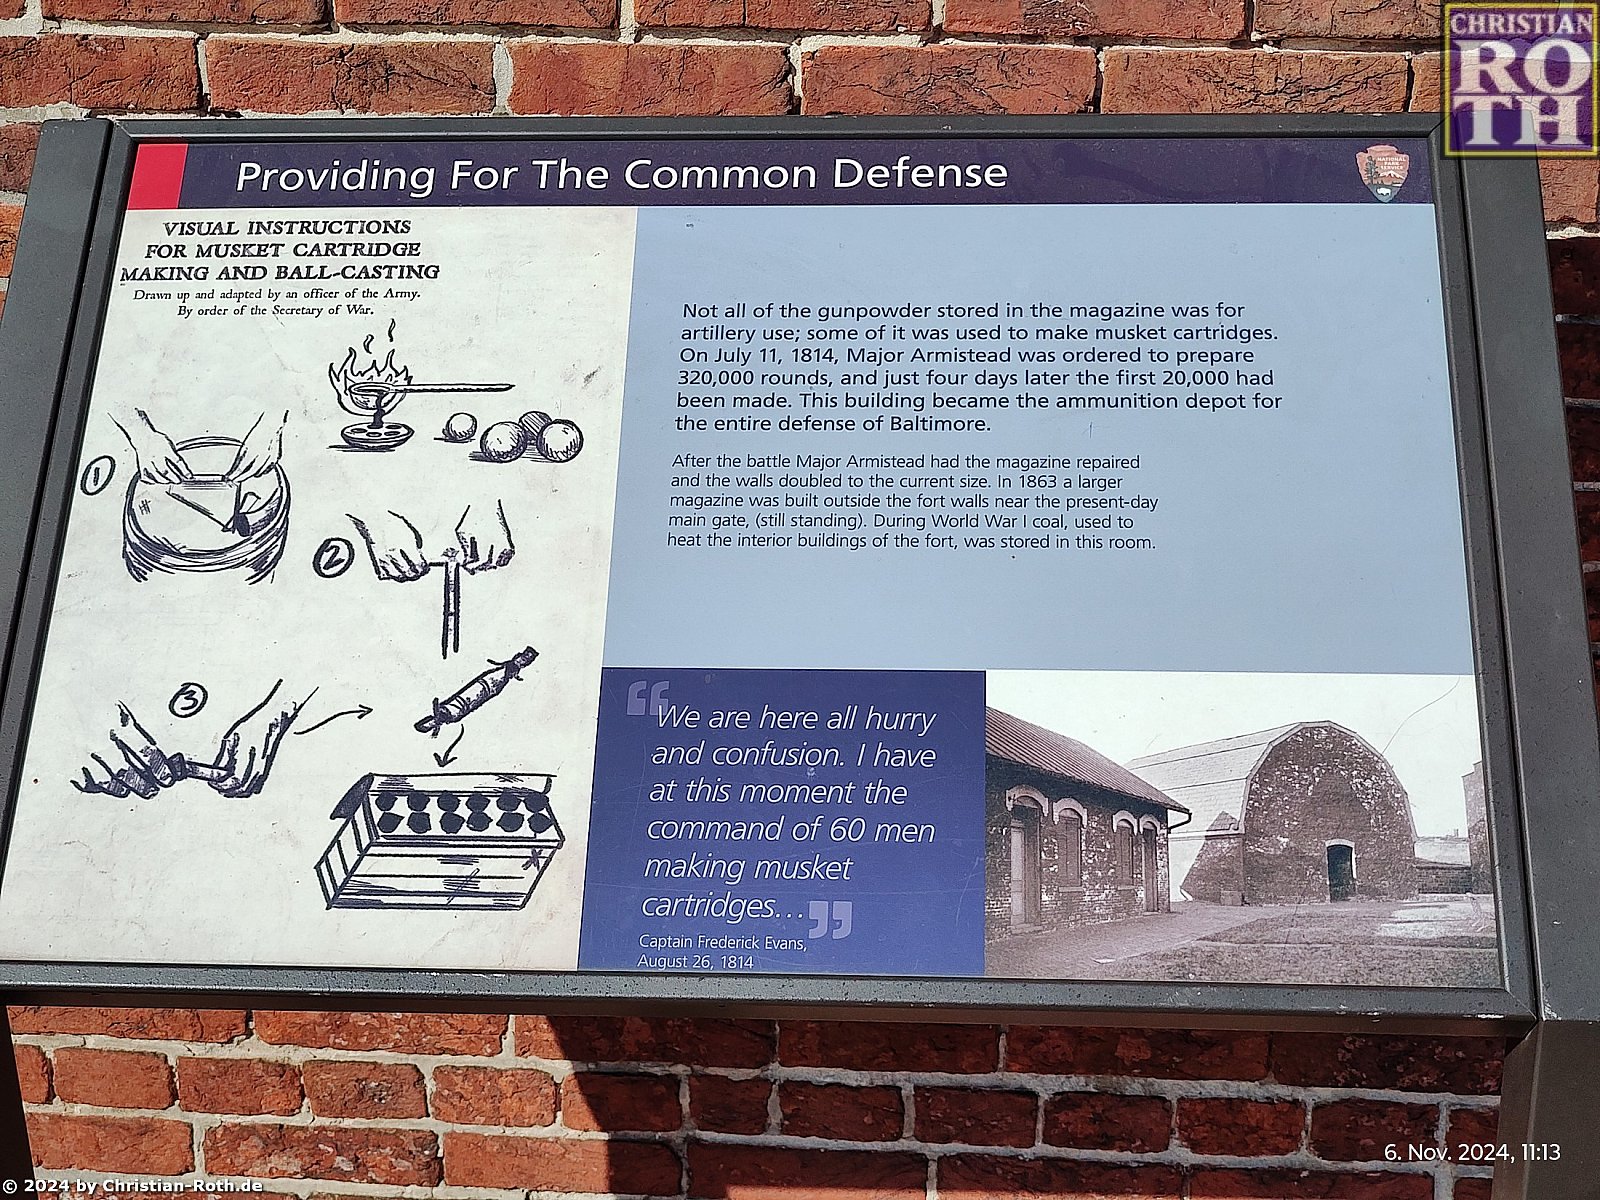 CHRISTIAN
RO
TH
Providing For The Common Defense
NATIONAL
PARK
SERVICE
VISUAL INSTRUCTIONS
FOR MUSKET CARTRIDGE
MAKING AND BALL-CASTING
Drawn up and adapted by an officer of the Army.
By order of the Secretary of War.
1
2
3
Not all of the gunpowder stored in the magazine was for
artillery use; some of it was used to make musket cartridges.
On July 11, 1814, Major Armistead was ordered to prepare
320,000 rounds, and just four days later the first 20,000 had
been made. This building became the ammunition depot for
the entire defense of Baltimore.
After the battle Major Armistead had the magazine repaired
and the walls doubled to the current size. In 1863 a larger
magazine was built outside the fort walls near the present-day
main gate, (still standing). During World War I coal, used to
heat the interior buildings of the fort, was stored in this room.
“We are here all hurry
and confusion. I have
at this moment the
command of 60 men
making musket
cartridges...”
Captain Frederick Evans,
August 26, 1814
6. Nov. 2024, 11:13
© 2024 by Christian-Roth.de